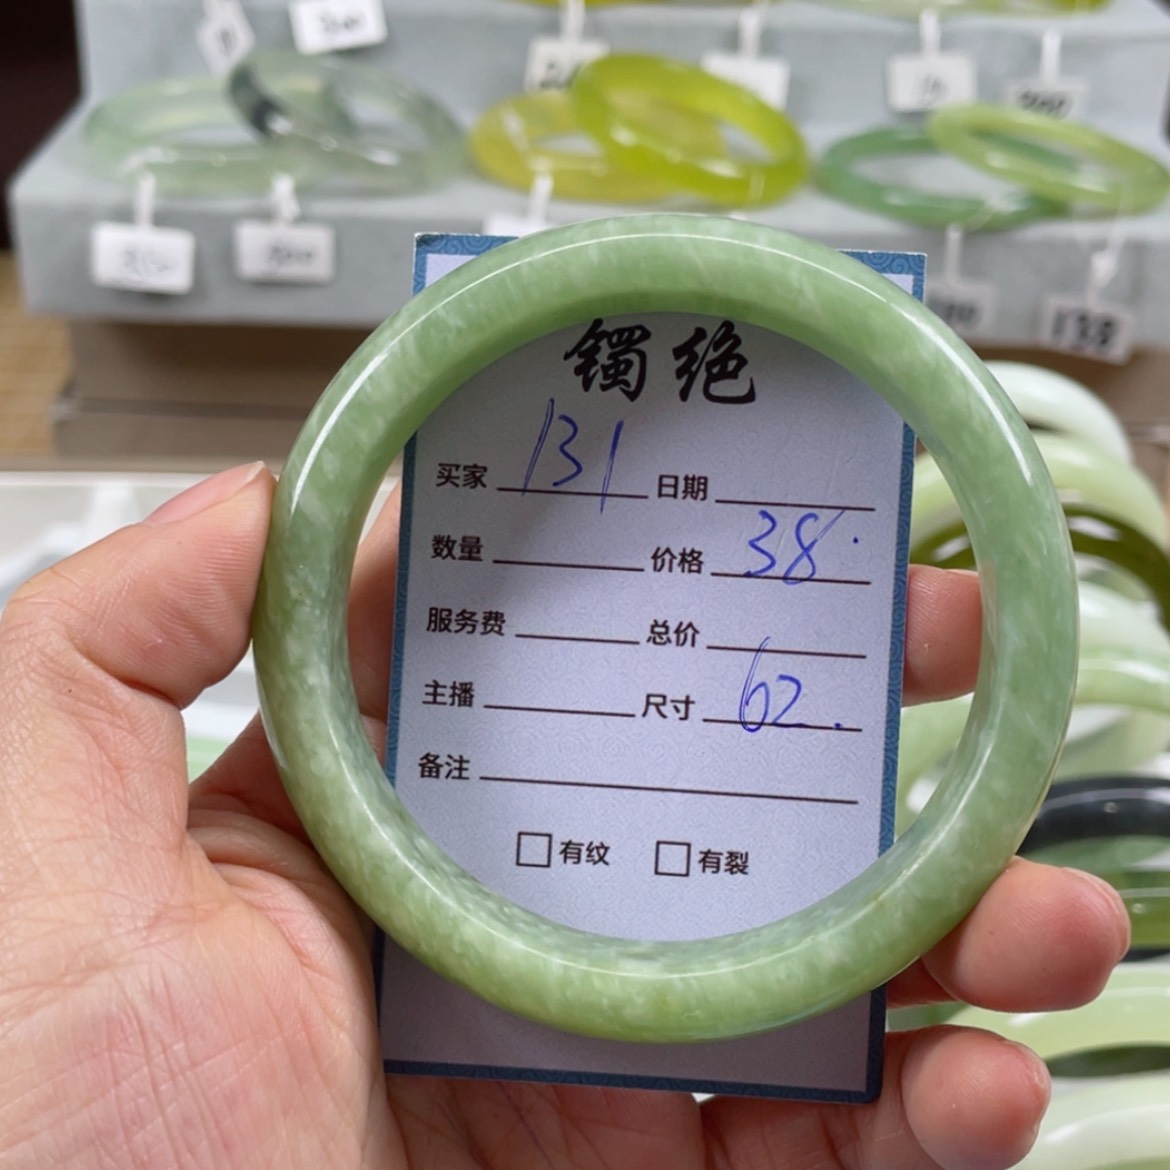 镯绝
买家 131 日期
数量 价格 38
服务费 总价
主播 尺寸 62.
备注
有纹 有裂